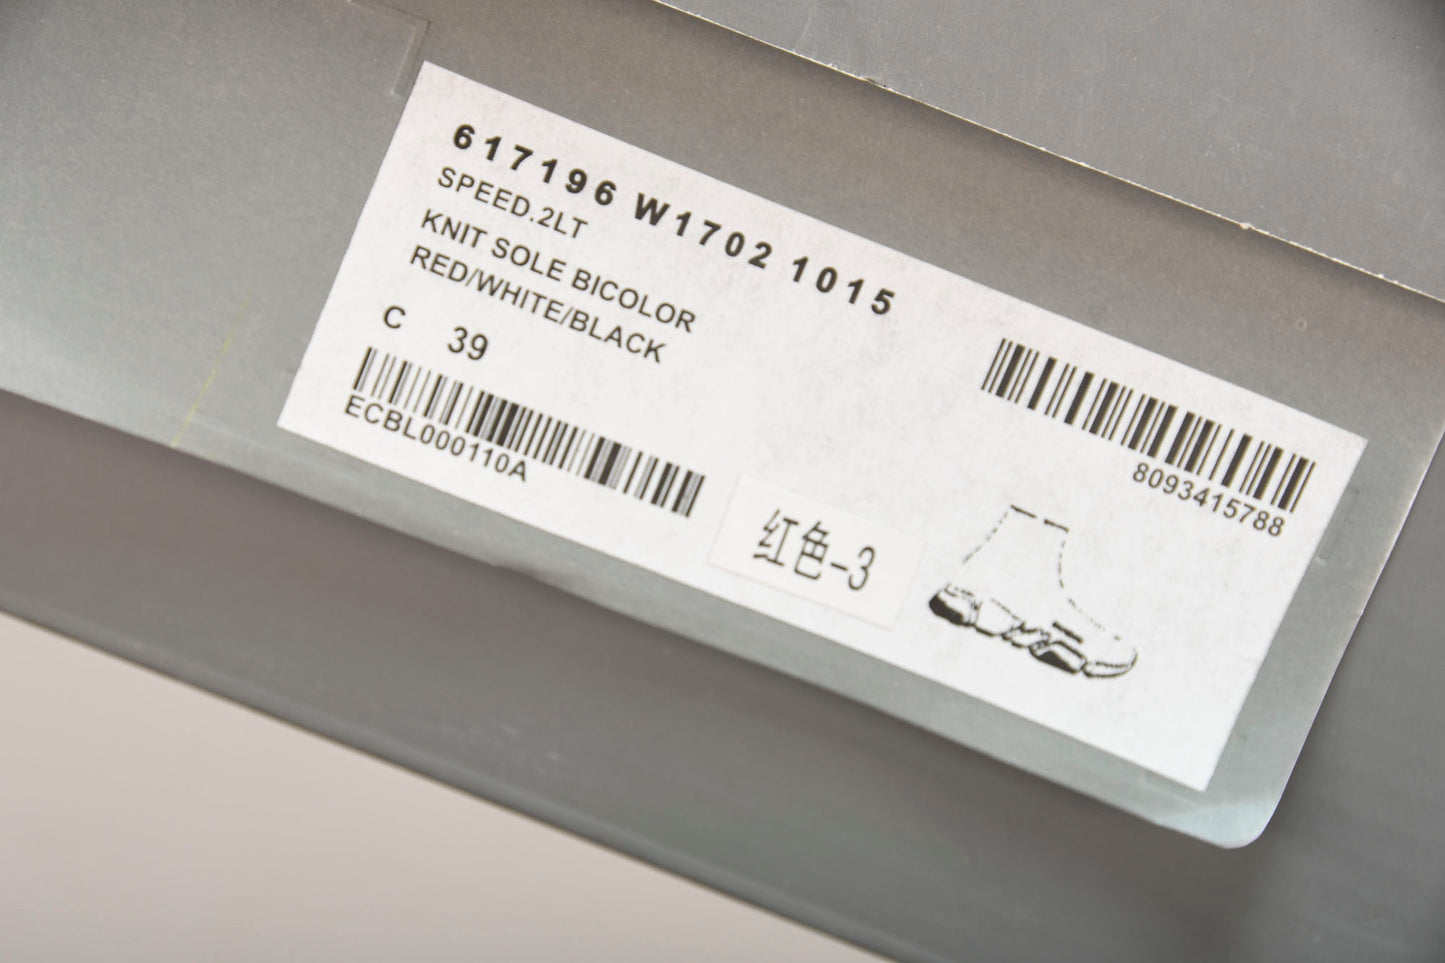 617196 W1702 1015
SPEED.2LT
KNIT SOLE BICOLOR
RED/WHITE/BLACK
C 39
ECBL000110A
8093415788
红色-3